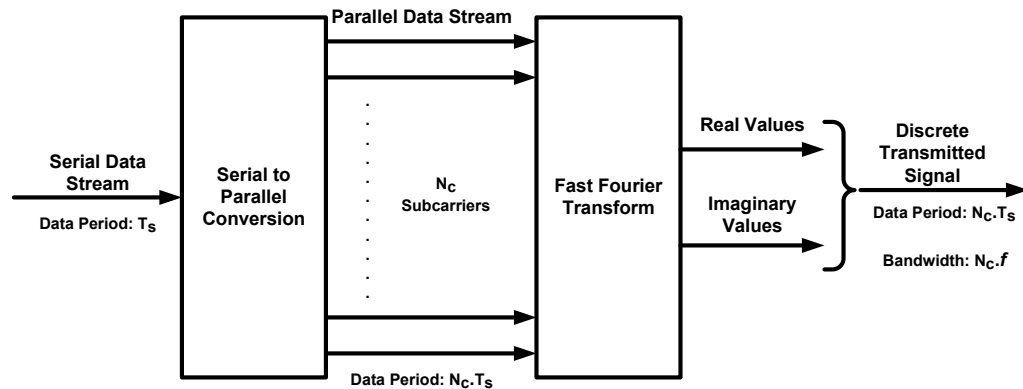 Parallel Data Stream
Serial Data
Stream
Data Period: Ts
Serial to
Parallel
Conversion
Nc
Subcarriers
Data Period: Nc.Ts
Fast Fourier
Transform
Real Values
Imaginary
Values
Discrete
Transmitted
Signal
Data Period: Nc.Ts
Bandwidth: Nc.f